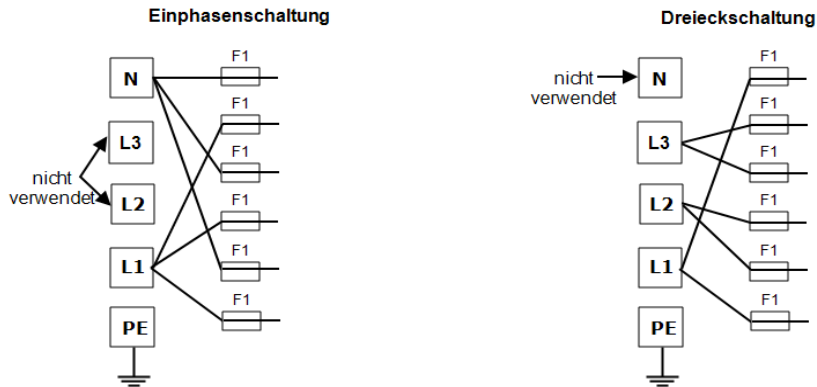 Einphasenschaltung
F1
N
F1
L3
F1
nicht
verwendet
L2
F1
L1
F1
F1
PE
Dreieckschaltung
F1
nicht
verwendet
N
F1
L3
F1
L2
F1
L1
F1
F1
PE